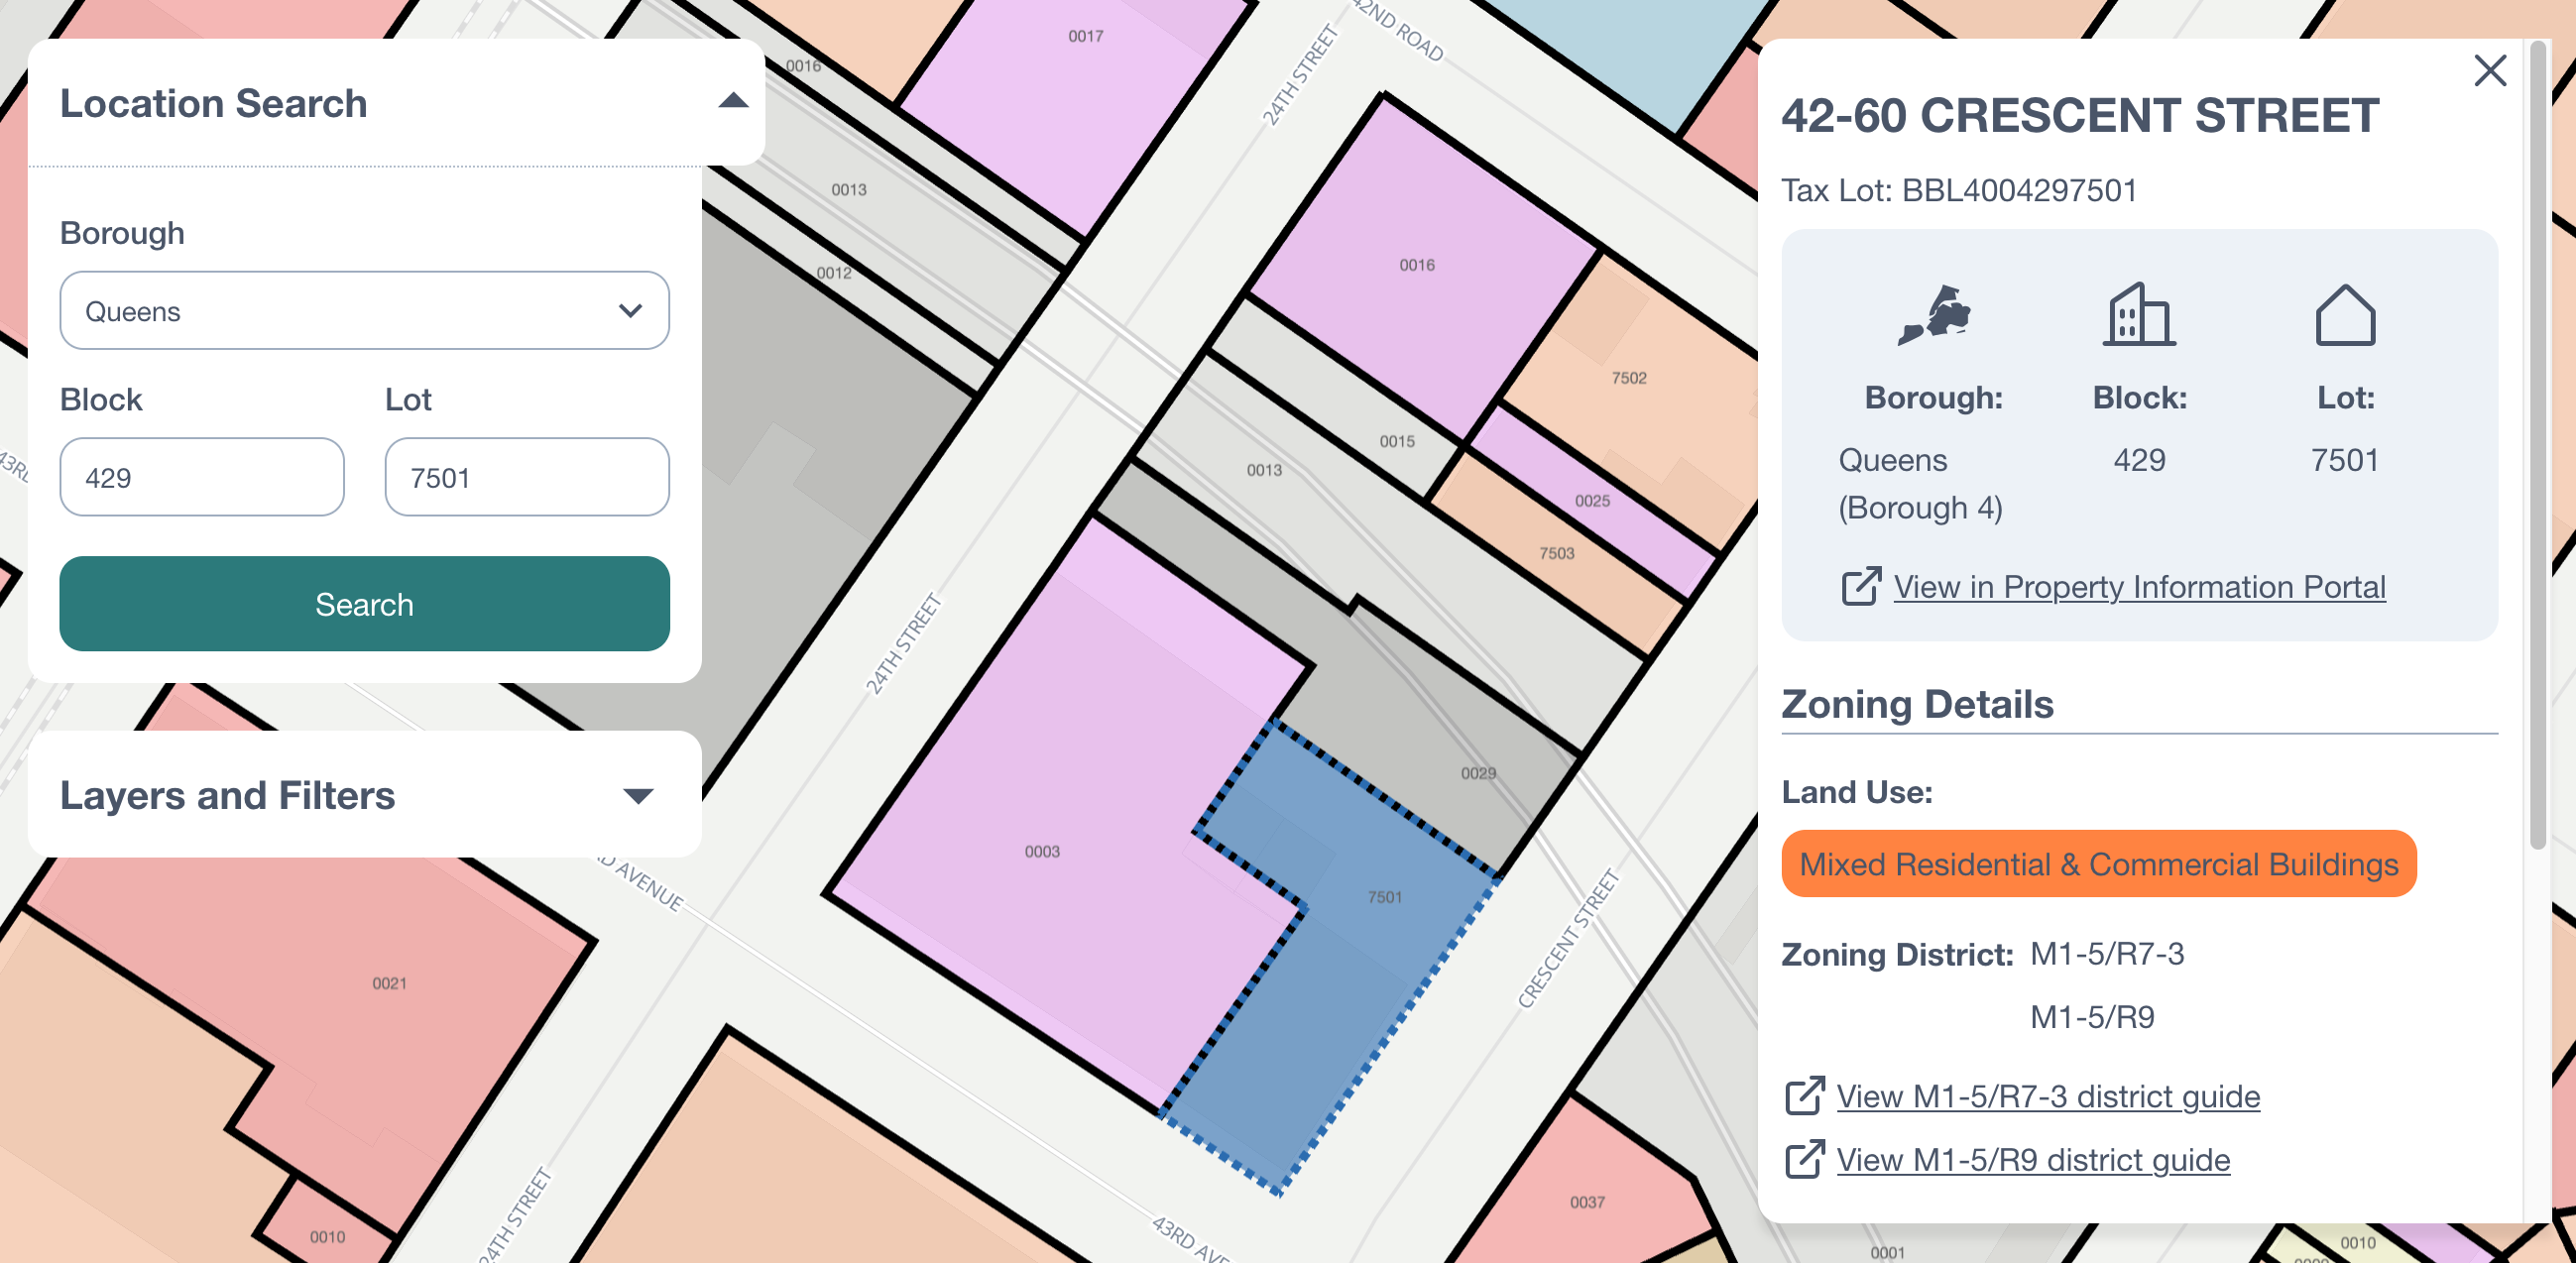 Location Search
Borough
Queens
Block
Lot
429
7501
Search
Layers and Filters
42-60 CRESCENT STREET
Tax Lot: BBL4004297501
Borough:
Block:
Lot:
Queens
(Borough 4)
429
7501
View in Property Information Portal
Zoning Details
Land Use:
Mixed Residential & Commercial Buildings
Zoning District:
M1-5/R7-3
M1-5/R9
View M1-5/R7-3 district guide
View M1-5/R9 district guide
0017
0016
0013
0012
24TH STREET
42ND ROAD
0016
7502
0015
0013
0025
7503
24TH STREET
0029
0003
7501
CRESCENT STREET
AVENUE
0021
0010
24TH STREET
43RD AVE
0037
0001
0010